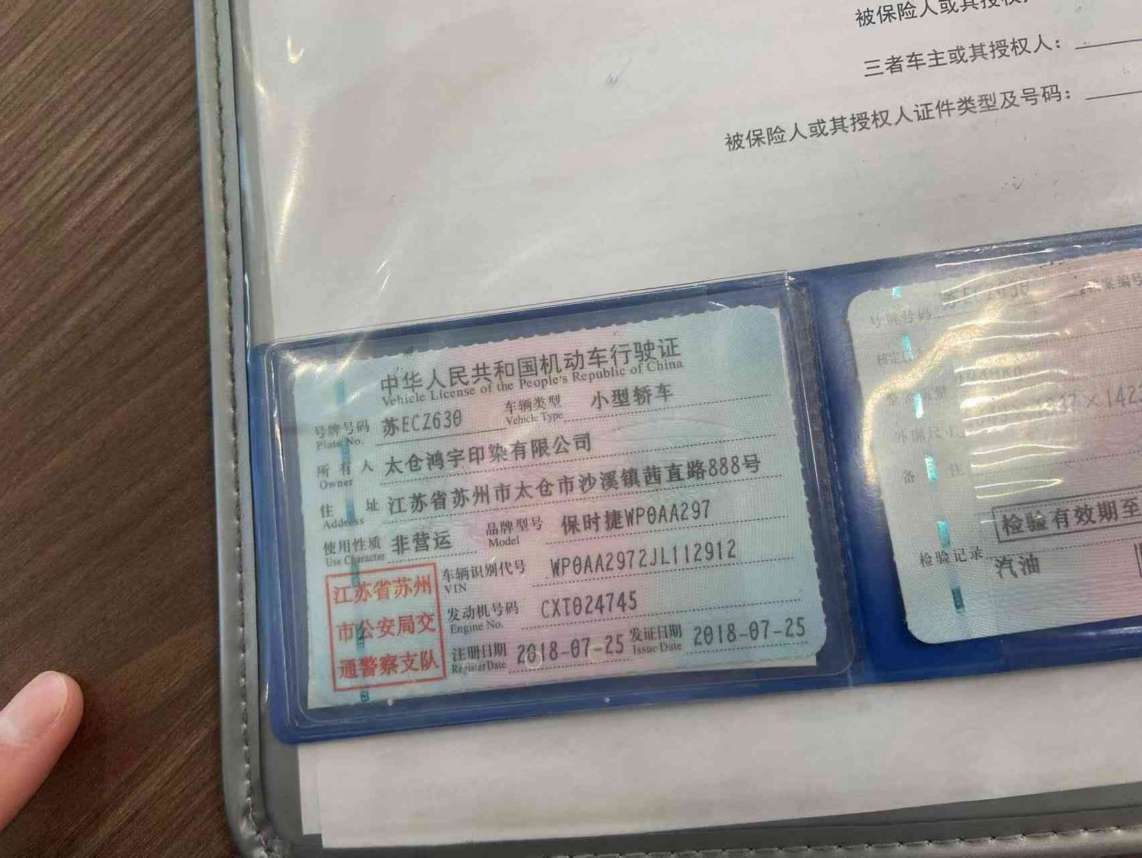 被保险人或其授权
三者车主或其授权人：
被保险人或其授权人证件类型及号码：
中华人民共和国机动车行驶证
Vehicle License of the People's Republic of China
号牌号码 苏ECZ630 车辆类型 小型轿车
Plate No. Vehicle Type
所有人 太仓鸿宇印染有限公司
Owner
住址 江苏省苏州市太仓市沙溪镇茜直路888号
Address
使用性质 非营运 品牌型号 保时捷WP0AA297
Use Character Model
江苏省苏州
市公安局交
通警察支队
车辆识别代号 WP0AA2972JL112912
VIN
发动机号码 CXT024745
Engine No.
注册日期 2018-07-25 发证日期 2018-07-25
Register Date Issue Date
号牌号码
外廓尺寸
备注
检验有效期至
检验记录
汽油